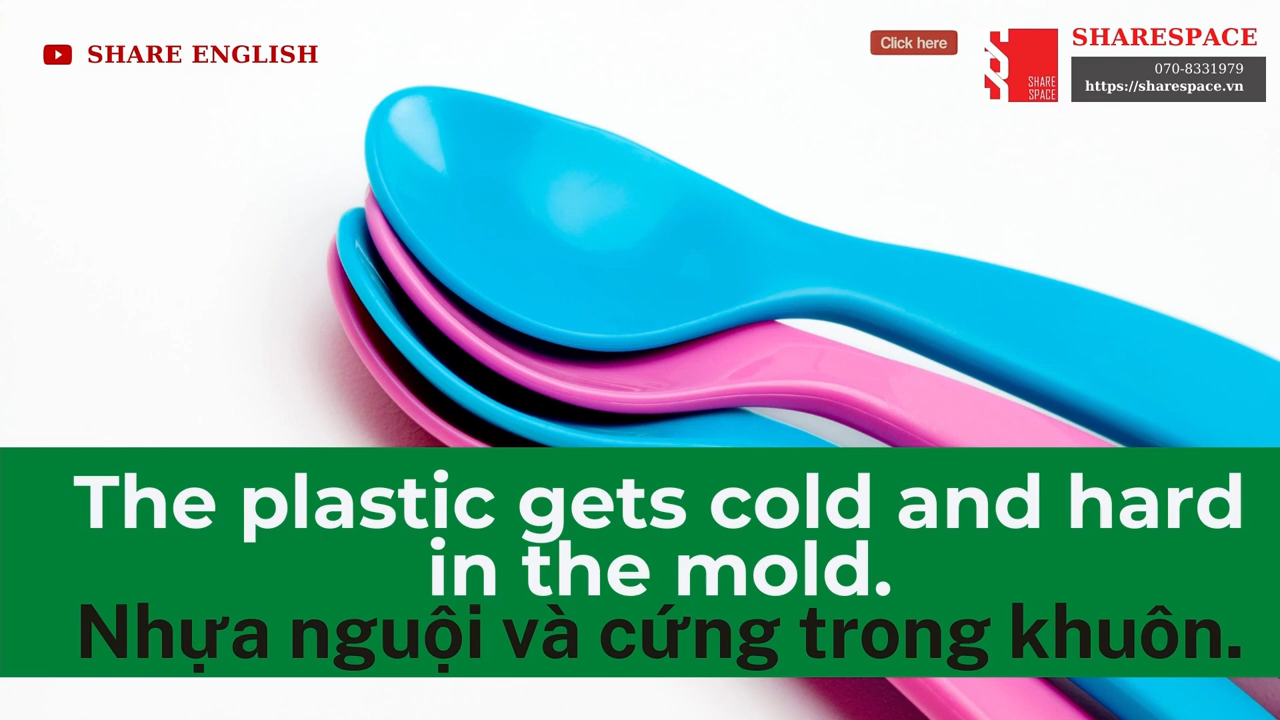 SHARE ENGLISH
Click here
SHARESPACE
070-8331979
https://sharespace.vn
SHARE
SPACE
The plastic gets cold and hard
in the mold.
Nhựa nguội và cứng trong khuôn.